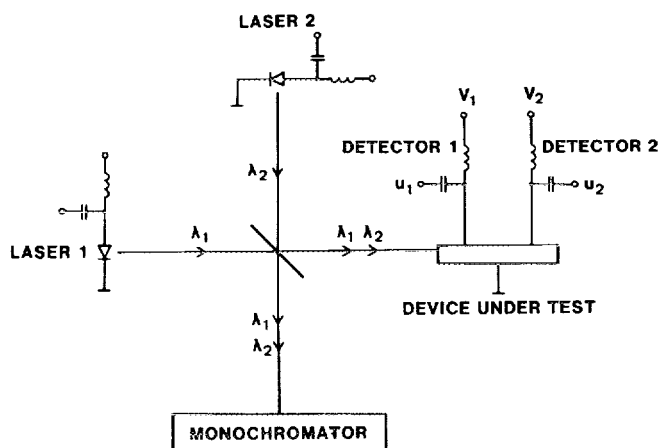 LASER 2
V₁ V₂
DETECTOR 1 DETECTOR 2
λ₂
u₁ u₂
LASER 1
λ₁ λ₁ λ₂
DEVICE UNDER TEST
λ₁
λ₂
MONOCHROMATOR